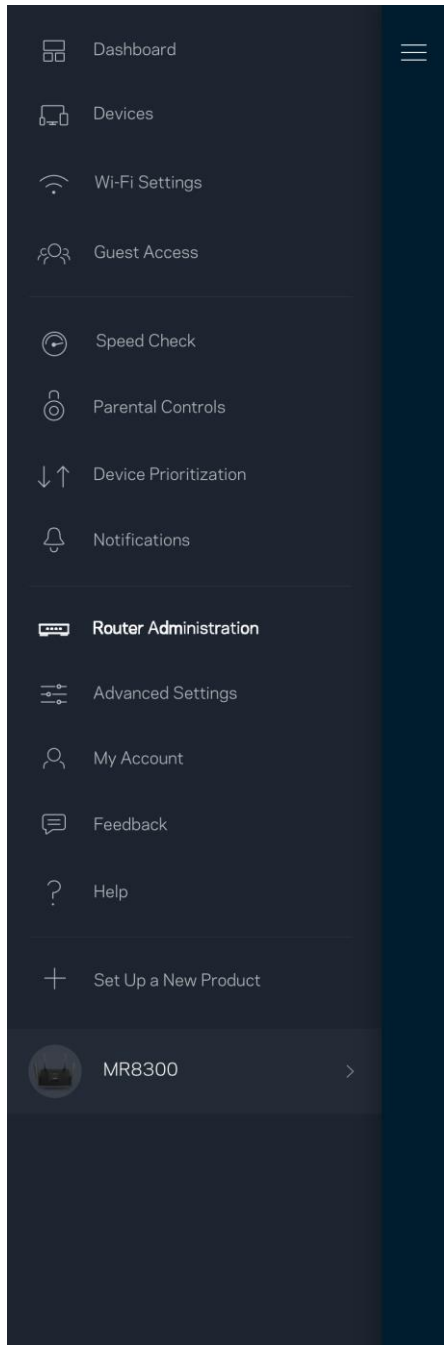 Dashboard
Devices
Wi-Fi Settings
Guest Access
Speed Check
Parental Controls
Device Prioritization
Notifications
Router Administration
Advanced Settings
My Account
Feedback
Help
Set Up a New Product
MR8300